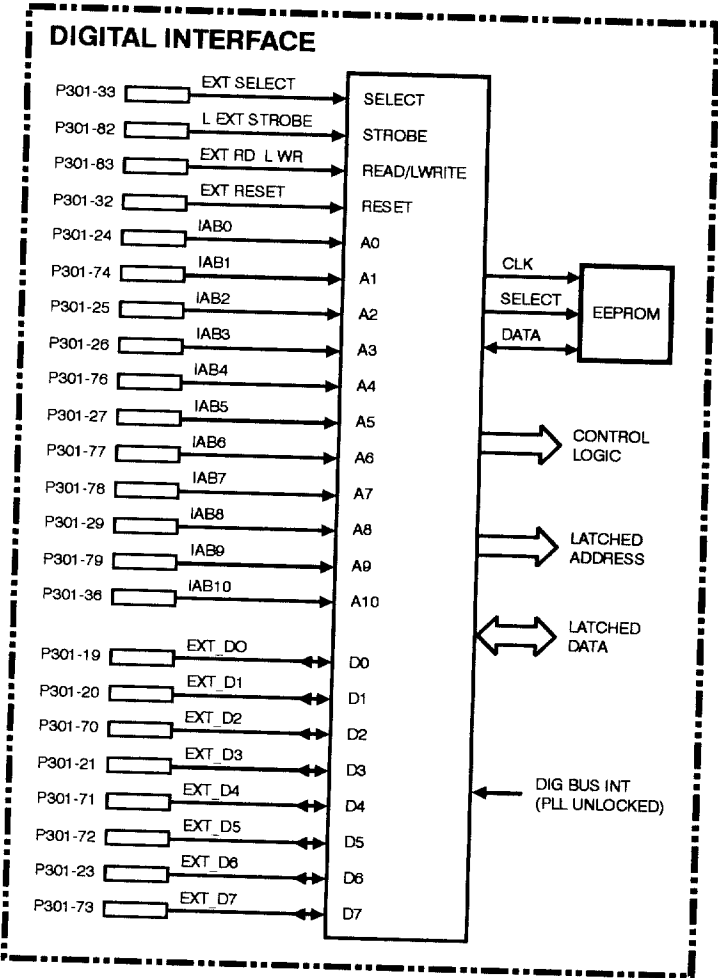 DIGITAL INTERFACE
P301-33 EXT SELECT SELECT
P301-82 L EXT STROBE STROBE
P301-83 EXT RD L WR READ/LWRITE
P301-32 EXT RESET RESET
P301-24 IAB0 A0
P301-74 IAB1 A1
CLK
P301-25 IAB2 A2
SELECT
EEPROM
P301-26 IAB3 A3
DATA
P301-76 IAB4 A4
P301-27 IAB5 A5
P301-77 IAB6 A6
CONTROL
LOGIC
P301-78 IAB7 A7
P301-29 IAB8 A8
LATCHED
ADDRESS
P301-79 IAB9 A9
P301-36 IAB10 A10
LATCHED
DATA
P301-19 EXT_D0 D0
P301-20 EXT_D1 D1
P301-70 EXT_D2 D2
P301-21 EXT_D3 D3
DIG BUS INT
(PLL UNLOCKED)
P301-71 EXT_D4 D4
P301-72 EXT_D5 D5
P301-23 EXT_D6 D6
P301-73 EXT_D7 D7